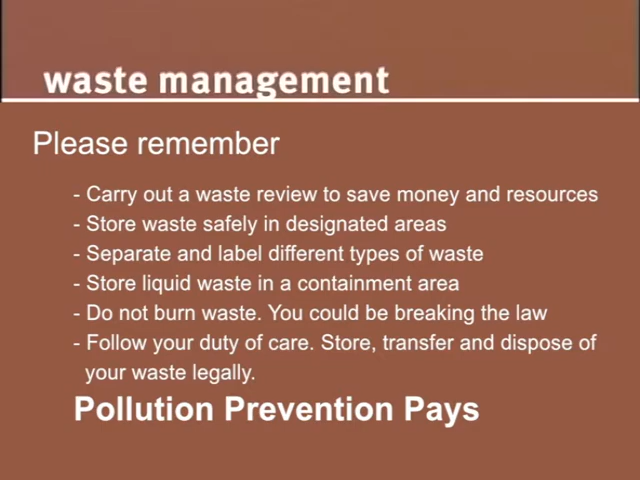 waste management
Please remember
- Carry out a waste review to save money and resources
- Store waste safely in designated areas
- Separate and label different types of waste
- Store liquid waste in a containment area
- Do not burn waste. You could be breaking the law
- Follow your duty of care. Store, transfer and dispose of
your waste legally.
Pollution Prevention Pays